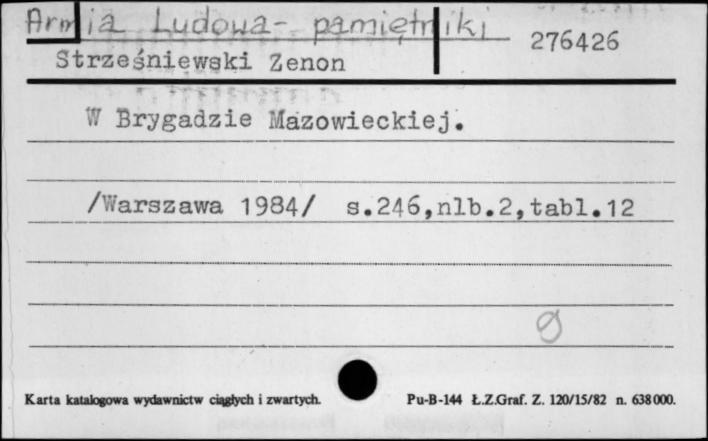 Armia Ludowa - pamiętniki
276426
Strześniewski Zenon
W Brygadzie Mazowieckiej.
/Warszawa 1984/ s.246,nlb.2,tabl.12
Karta katalogowa wydawnictw ciągłych i zwartych. Pu-B-144 Ł.Z.Graf. Z. 120/15/82 n. 638000.